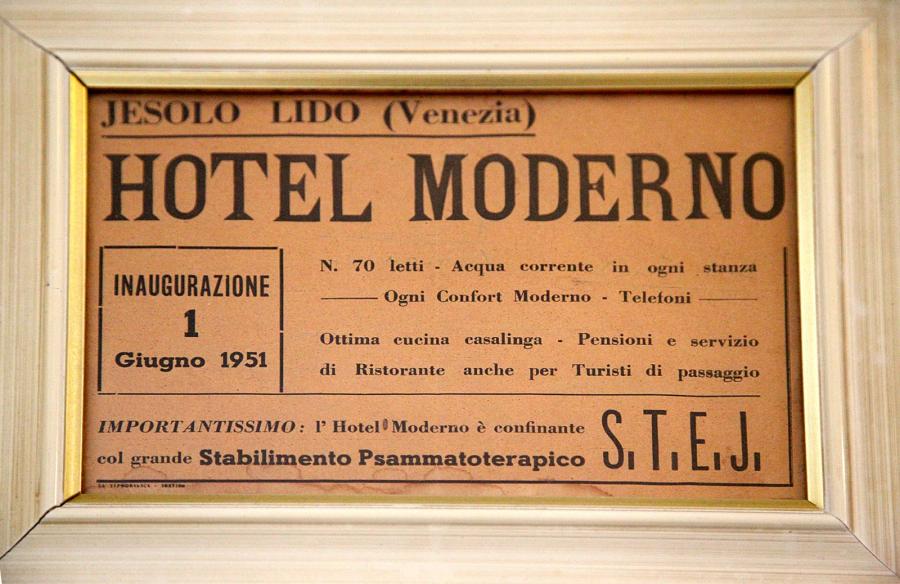 JESOLO LIDO (Venezia)
HOTEL MODERNO
INAUGURAZIONE
1
Giugno 1951
N. 70 letti - Acqua corrente in ogni stanza
Ogni Confort Moderno - Telefoni
Ottima cucina casalinga - Pensioni e servizio
di Ristorante anche per Turisti di passaggio
IMPORTANTISSIMO: l' Hotel Moderno è confinante
col grande Stabilimento Psammatoterapico
S.T.E.J.